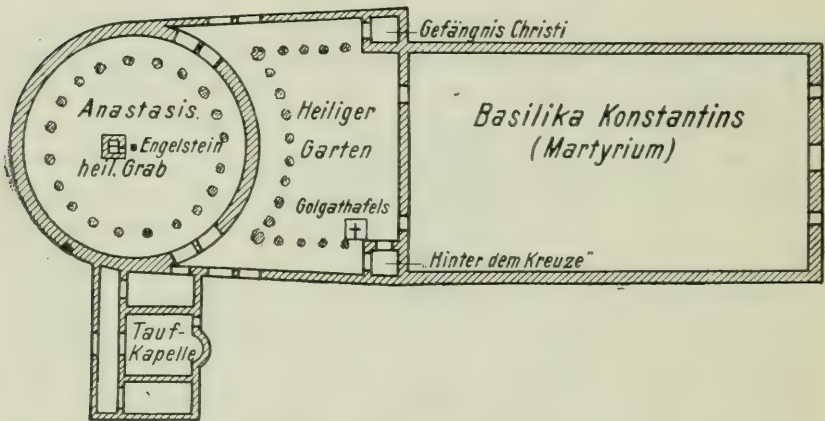 Gefängnis Christi
Anastasis.
Engelstein
heil. Grab
Heiliger
Garten
Golgathafels
Basilika Konstantins
(Martyrium)
„Hinter dem Kreuze"
Tauf-
Kapelle